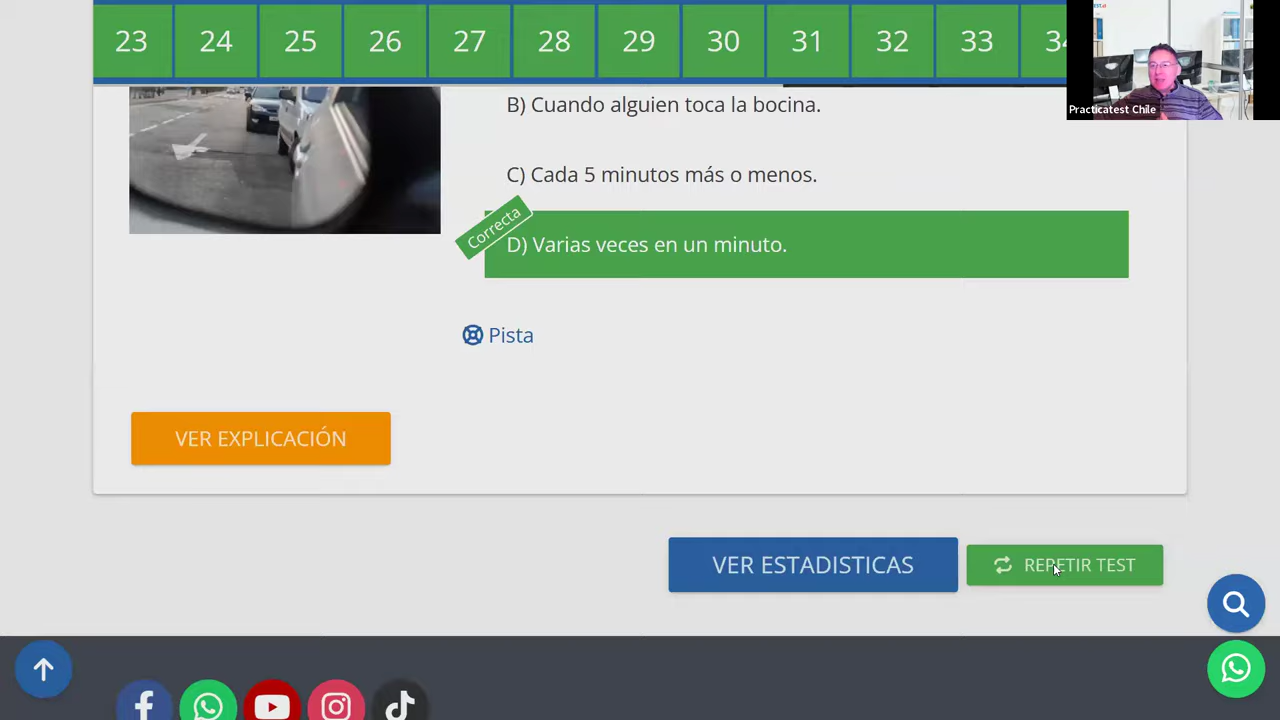 23 24 25 26 27 28 29 30 31 32 33 34
Practicatest Chile
B) Cuando alguien toca la bocina.
C) Cada 5 minutos más o menos.
Correcta
D) Varias veces en un minuto.
Pista
VER EXPLICACIÓN
VER ESTADISTICAS
REPETIR TEST